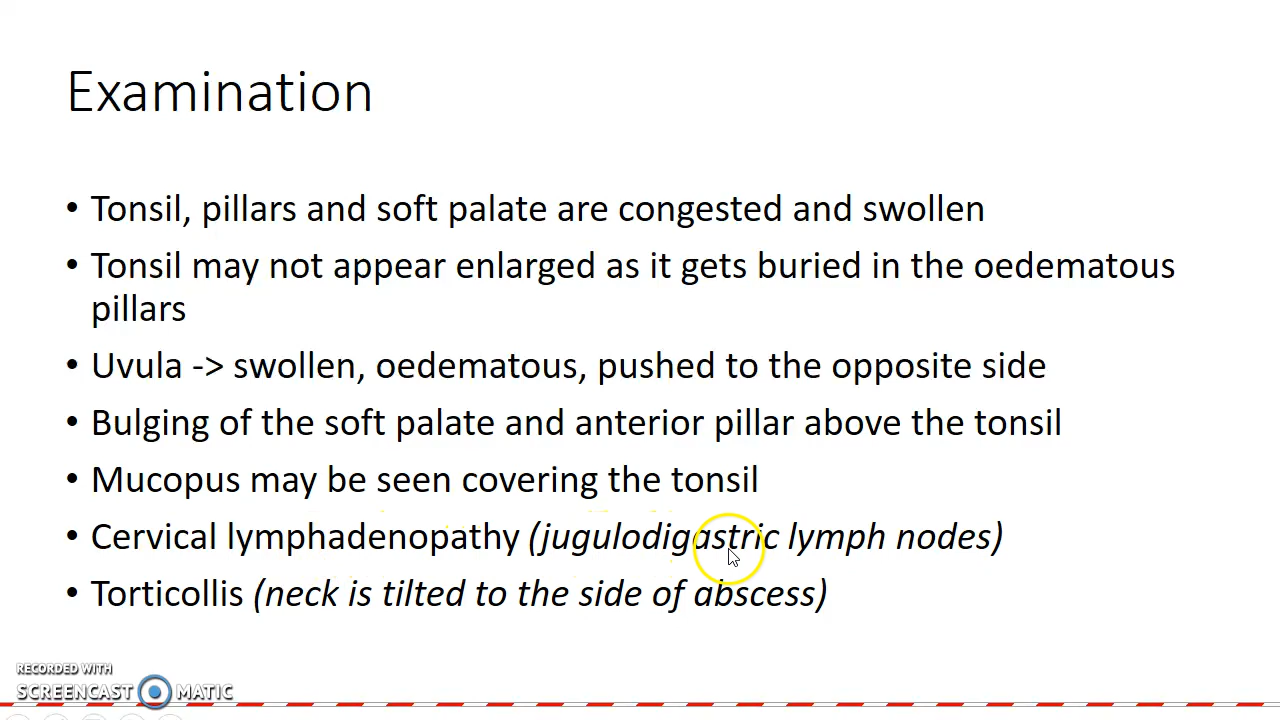 Examination
• Tonsil, pillars and soft palate are congested and swollen
• Tonsil may not appear enlarged as it gets buried in the oedematous
pillars
• Uvula -> swollen, oedematous, pushed to the opposite side
• Bulging of the soft palate and anterior pillar above the tonsil
• Mucopus may be seen covering the tonsil
• Cervical lymphadenopathy (jugulodigastric lymph nodes)
• Torticollis (neck is tilted to the side of abscess)
RECORDED WITH
SCREENCAST MATIC